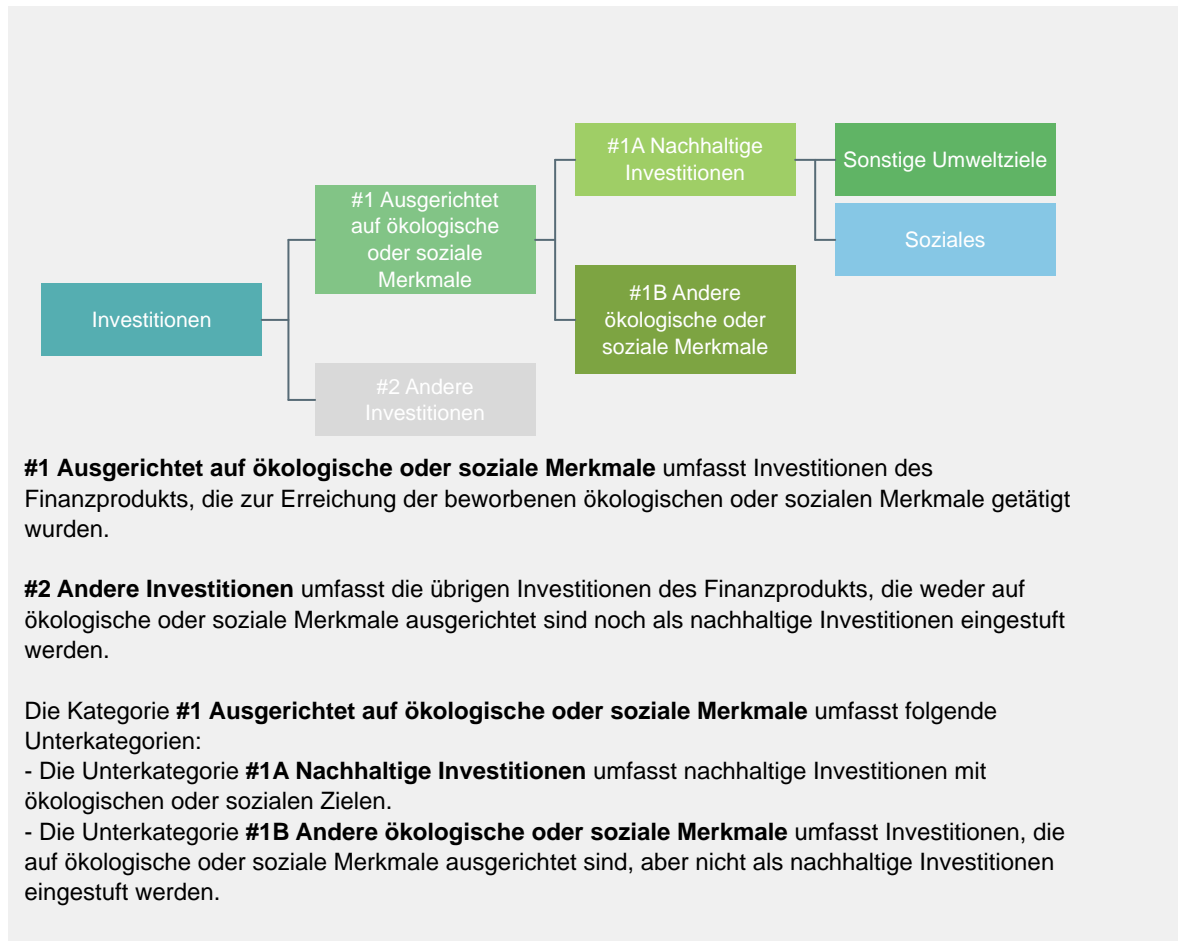 #1A Nachhaltige
Investitionen
Sonstige Umweltziele
#1 Ausgerichtet
auf ökologische
oder soziale
Merkmale
Soziales
Investitionen
#1B Andere
ökologische oder
soziale Merkmale
#2 Andere
Investitionen
#1 Ausgerichtet auf ökologische oder soziale Merkmale umfasst Investitionen des
Finanzprodukts, die zur Erreichung der beworbenen ökologischen oder sozialen Merkmale getätigt
wurden.
#2 Andere Investitionen umfasst die übrigen Investitionen des Finanzprodukts, die weder auf
ökologische oder soziale Merkmale ausgerichtet sind noch als nachhaltige Investitionen eingestuft
werden.
Die Kategorie #1 Ausgerichtet auf ökologische oder soziale Merkmale umfasst folgende
Unterkategorien:
- Die Unterkategorie #1A Nachhaltige Investitionen umfasst nachhaltige Investitionen mit
ökologischen oder sozialen Zielen.
- Die Unterkategorie #1B Andere ökologische oder soziale Merkmale umfasst Investitionen, die
auf ökologische oder soziale Merkmale ausgerichtet sind, aber nicht als nachhaltige Investitionen
eingestuft werden.